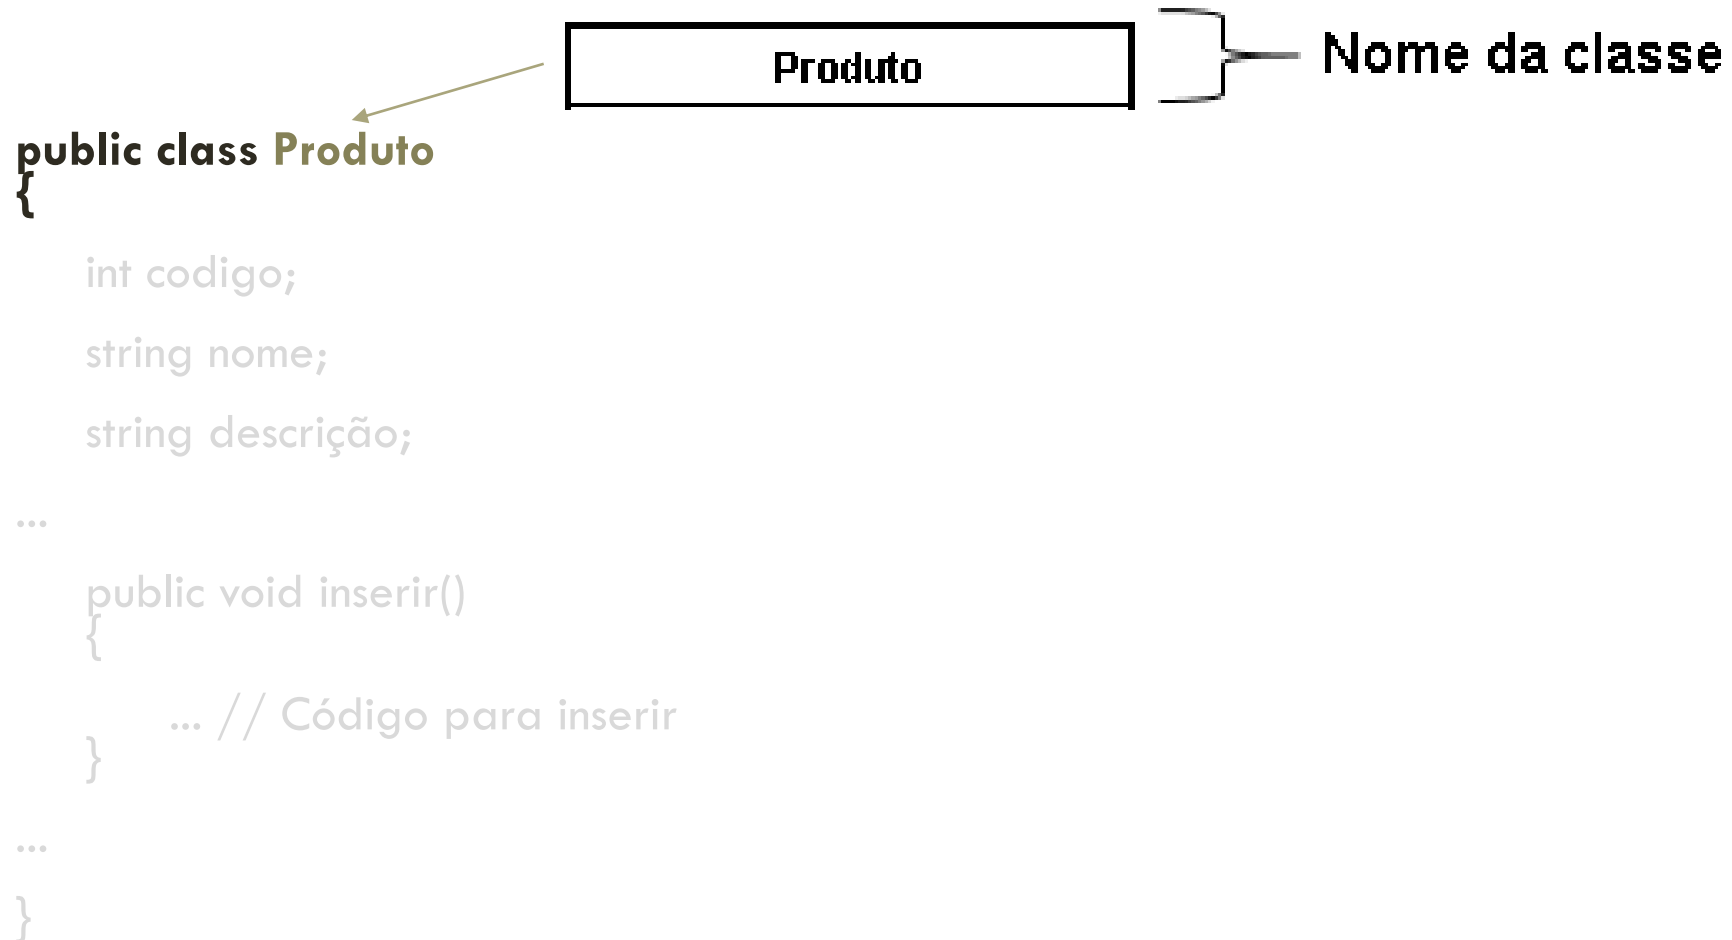 Produto
Nome da classe
public class Produto
{
int codigo;
string nome;
string descrição;
...
public void inserir()
{
... // Código para inserir
}
...
}